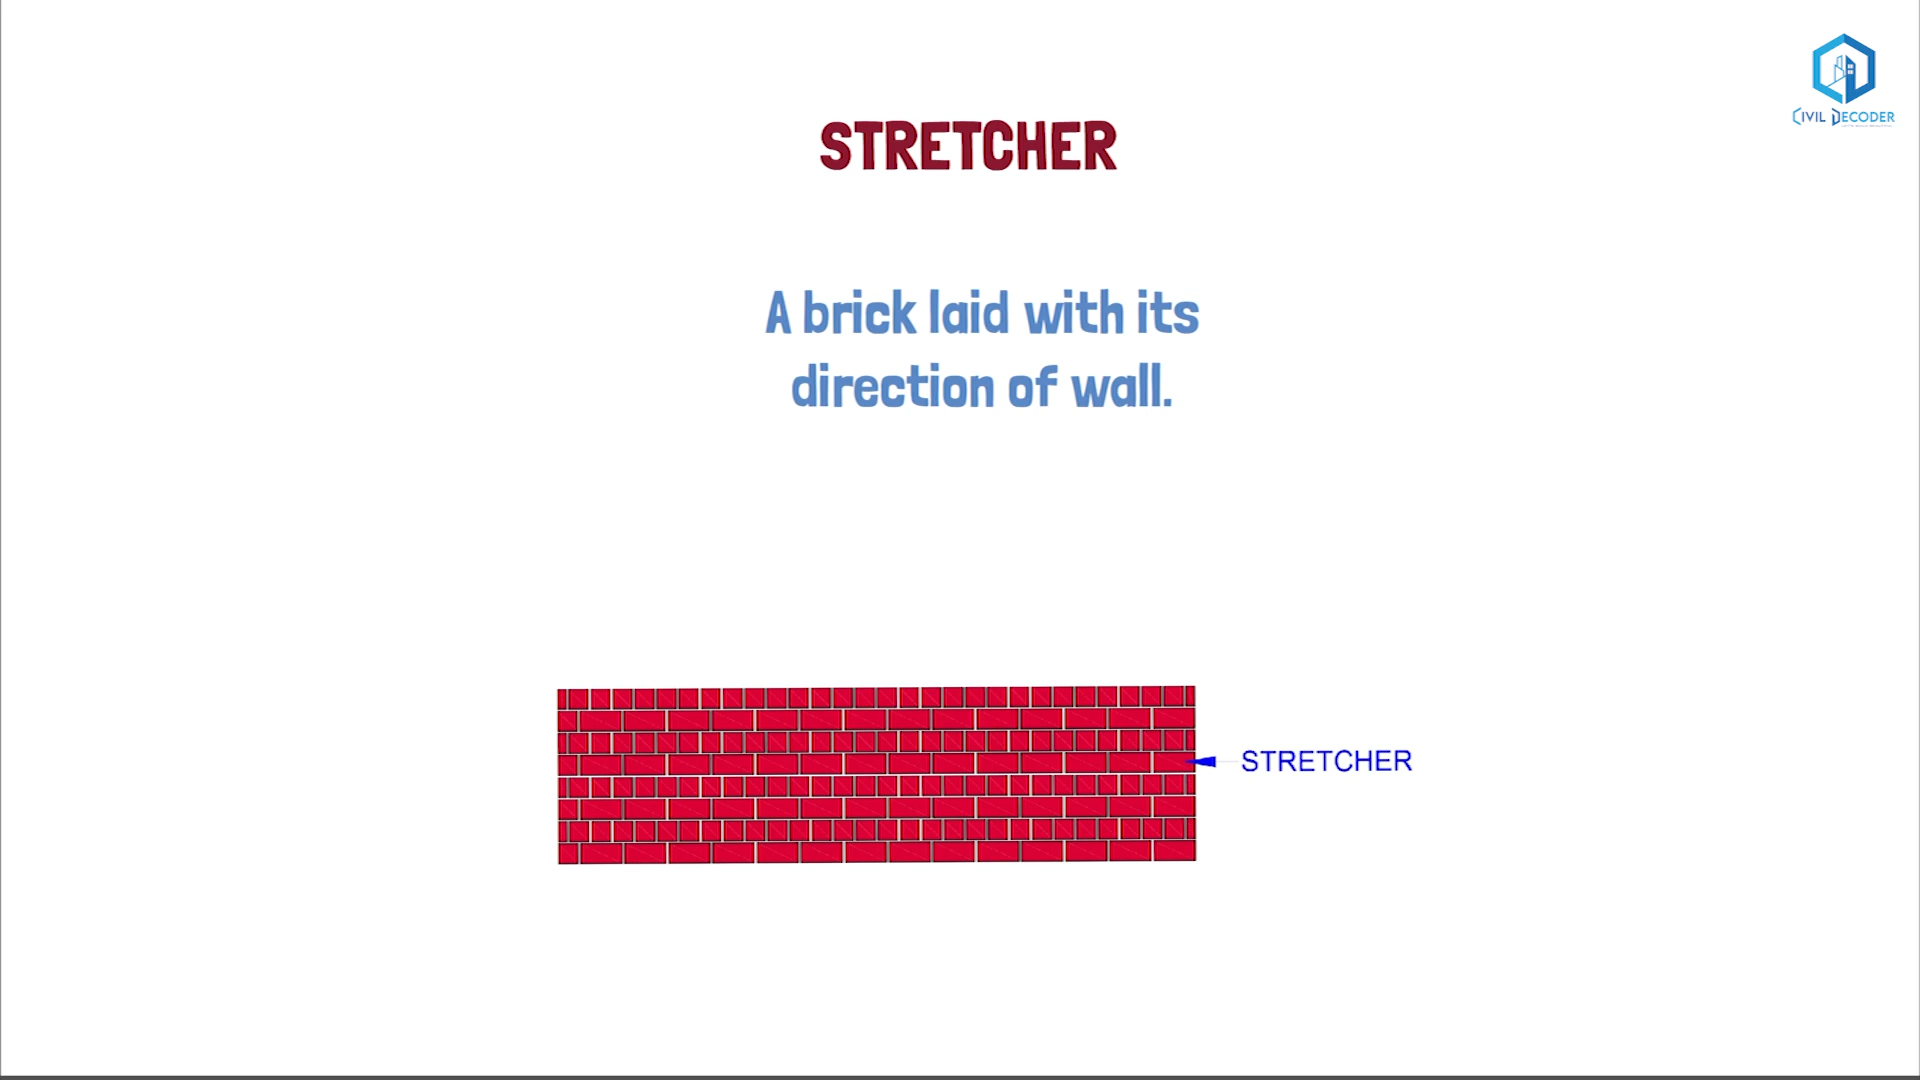 CIVIL DECODER
STRETCHER
A brick laid with its
direction of wall.
STRETCHER